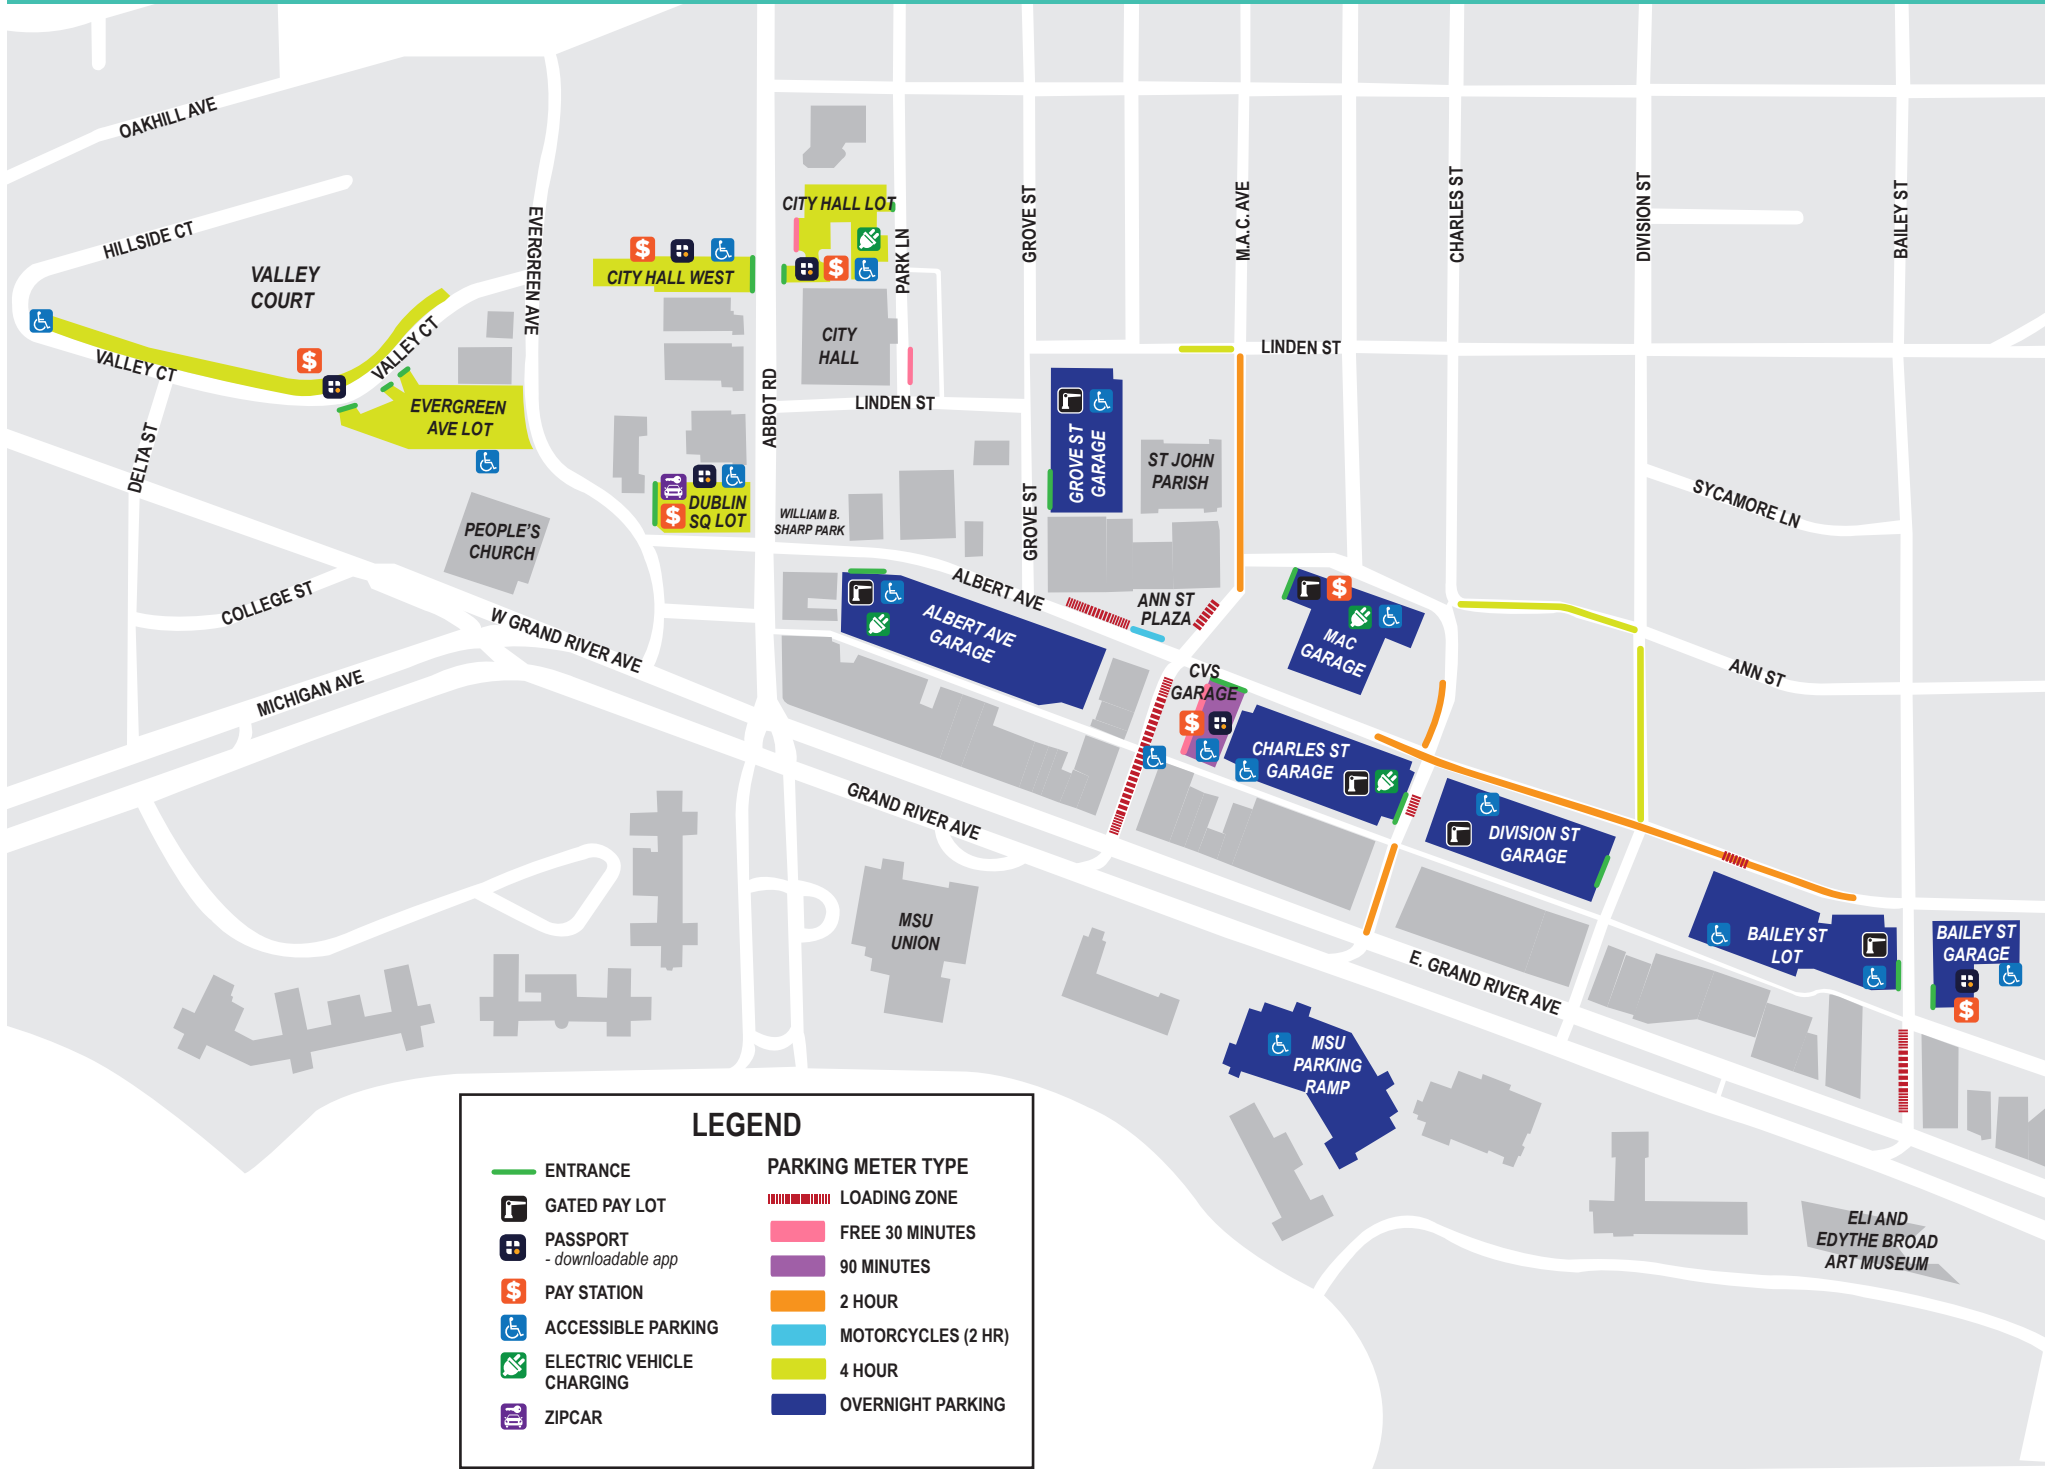 OAKHILL AVE
HILLSIDE CT
VALLEY
COURT
VALLEY CT
VALLEY CT
EVERGREEN AVE
EVERGREEN
AVE LOT
DELTA ST
COLLEGE ST
MICHIGAN AVE
PEOPLE'S
CHURCH
W GRAND RIVER AVE
CITY HALL WEST
$
$
DUBLIN
SQ LOT
$
ABBOT RD
CITY HALL LOT
$
PARK LN
CITY
HALL
LINDEN ST
WILLIAM B.
SHARP PARK
GROVE ST
GROVE ST
GROVE ST
GARAGE
ST JOHN
PARISH
M.A.C. AVE
LINDEN ST
CHARLES ST
DIVISION ST
BAILEY ST
SYCAMORE LN
ANN ST
ALBERT AVE
ALBERT AVE
GARAGE
ANN ST
PLAZA
$
MAC
GARAGE
CVS
GARAGE
$
CHARLES ST
GARAGE
DIVISION ST
GARAGE
BAILEY ST
LOT
BAILEY ST
GARAGE
$
GRAND RIVER AVE
E. GRAND RIVER AVE
MSU
UNION
MSU
PARKING
RAMP
ELI AND
EDYTHE BROAD
ART MUSEUM
LEGEND
ENTRANCE
GATED PAY LOT
PASSPORT
- downloadable app
$ PAY STATION
ACCESSIBLE PARKING
ELECTRIC VEHICLE
CHARGING
ZIPCAR
PARKING METER TYPE
LOADING ZONE
FREE 30 MINUTES
90 MINUTES
2 HOUR
MOTORCYCLES (2 HR)
4 HOUR
OVERNIGHT PARKING